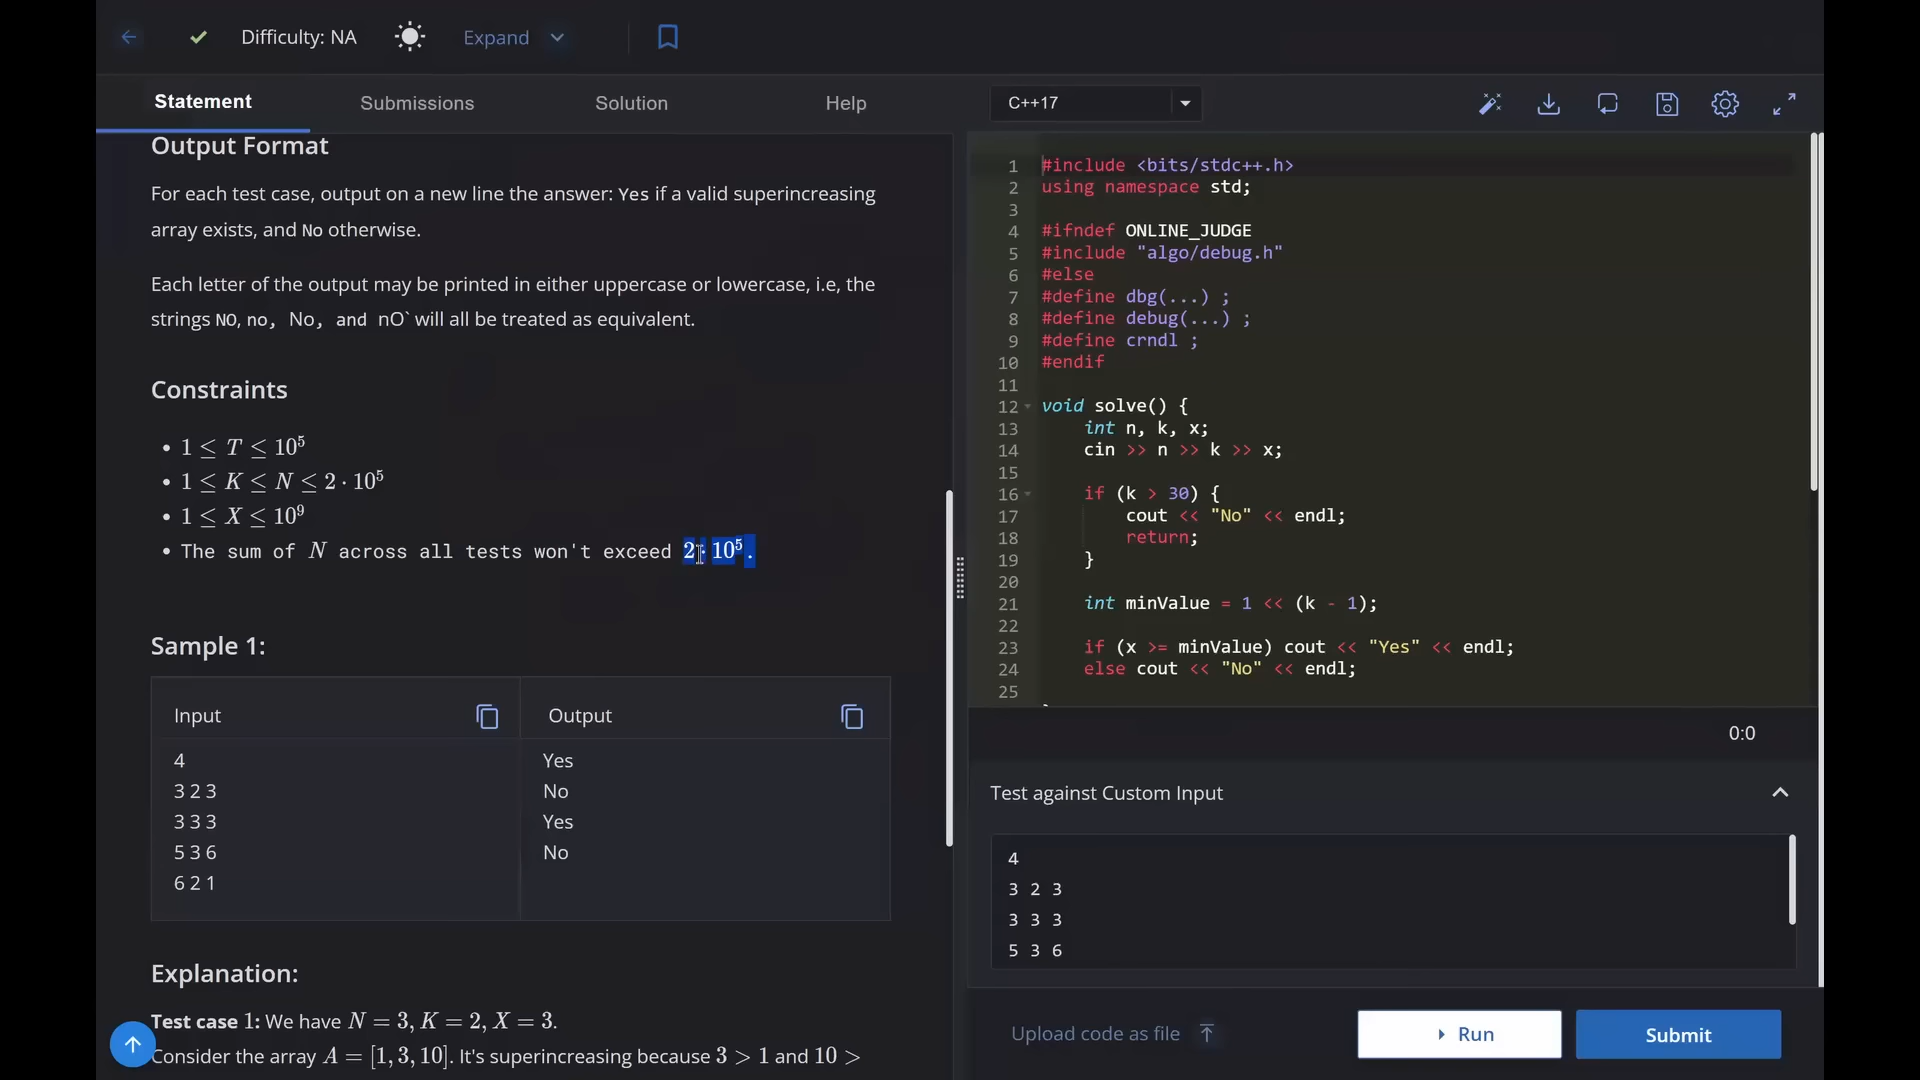 Difficulty: NA
Expand
Statement
Submissions
Solution
Help
Output Format
For each test case, output on a new line the answer: Yes if a valid superincreasing
array exists, and No otherwise.
Each letter of the output may be printed in either uppercase or lowercase, i.e, the
strings NO, no, No, and nO` will all be treated as equivalent.
Constraints
• 1 ≤ T ≤ 10⁵
• 1 ≤ K ≤ N ≤ 2 · 10⁵
• 1 ≤ X ≤ 10⁹
• The sum of N across all tests won't exceed 2 · 10⁵.
Sample 1:
Input
Output
4
3 2 3
3 3 3
5 3 6
6 2 1
Yes
No
Yes
No
Explanation:
Test case 1: We have N = 3, K = 2, X = 3.
Consider the array A = [1, 3, 10]. It's superincreasing because 3 > 1 and 10 >
C++17
1 #include <bits/stdc++.h>
2 using namespace std;
3
4 #ifndef ONLINE_JUDGE
5 #include "algo/debug.h"
6 #else
7 #define dbg(...) ;
8 #define debug(...) ;
9 #define crndl ;
10 #endif
11
12 void solve() {
13     int n, k, x;
14     cin >> n >> k >> x;
15
16     if (k > 30) {
17         cout << "No" << endl;
18         return;
19     }
20
21     int minValue = 1 << (k - 1);
22
23     if (x >= minValue) cout << "Yes" << endl;
24     else cout << "No" << endl;
25
0:0
Test against Custom Input
4
3 2 3
3 3 3
5 3 6
Upload code as file
Run
Submit